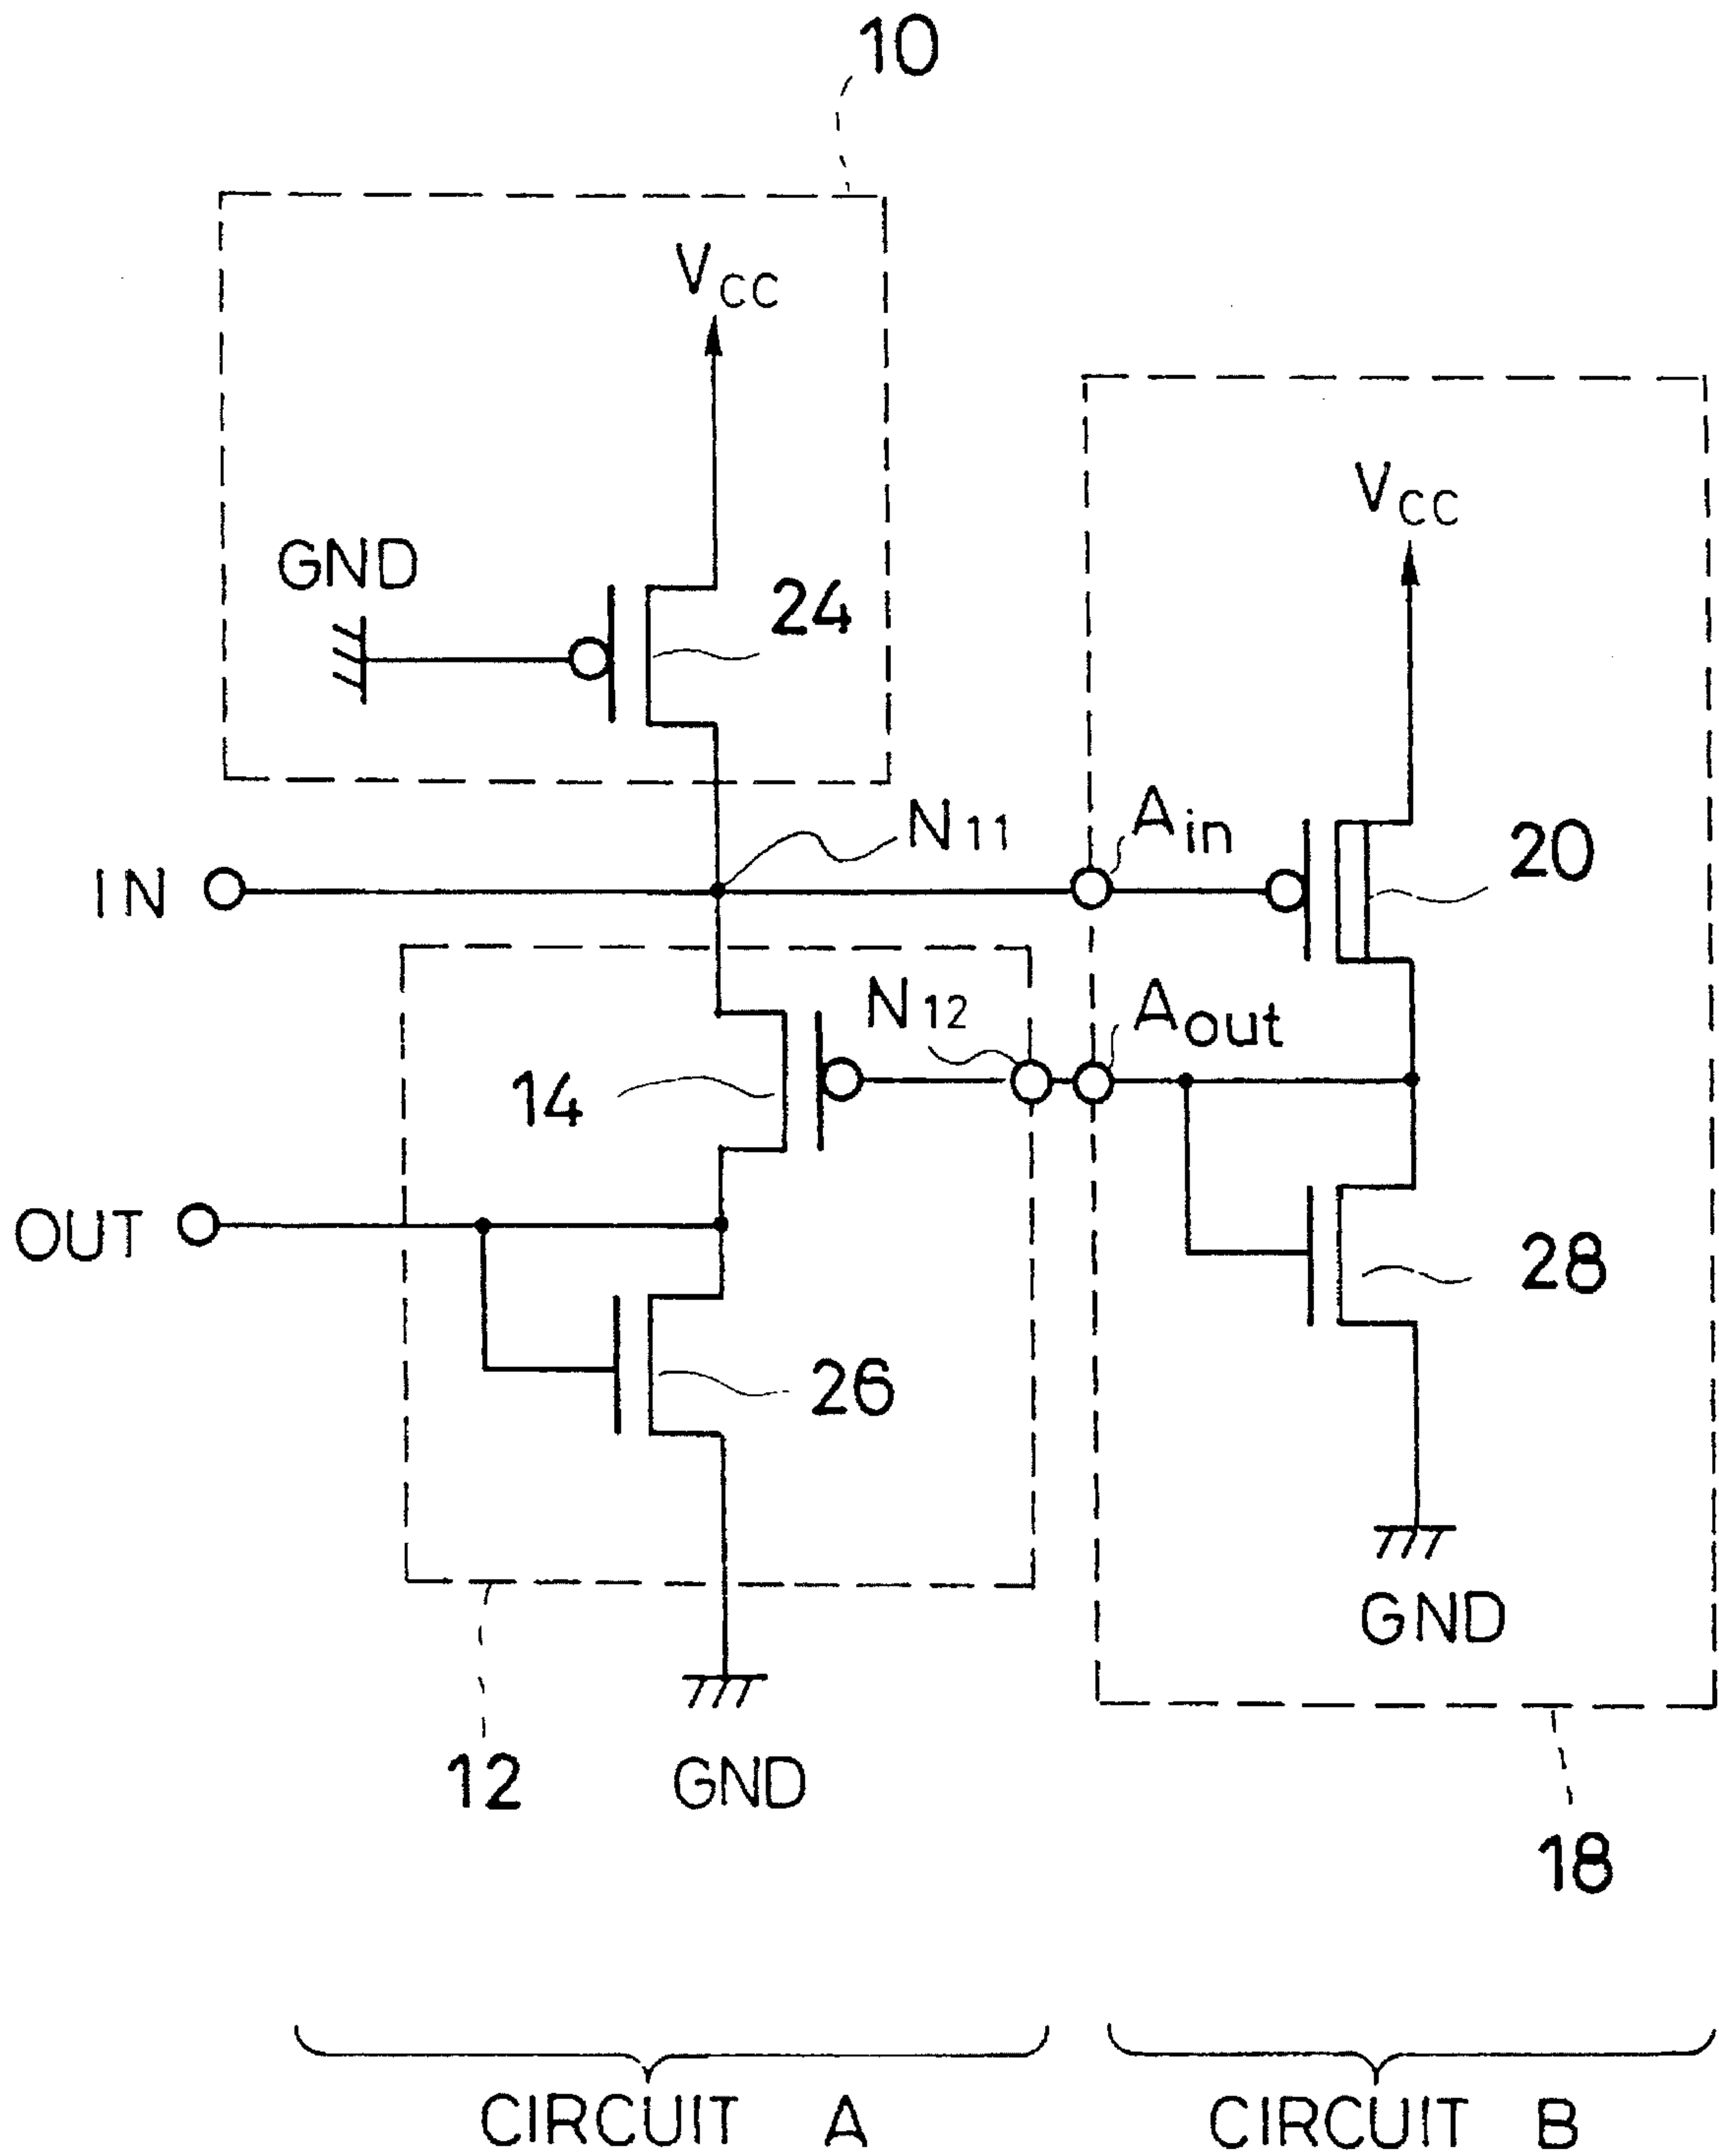 10
VCC
VCC
GND
24
N11
Ain
20
IN
N12
Aout
14
OUT
28
26
GND
12
GND
18
CIRCUIT A
CIRCUIT B